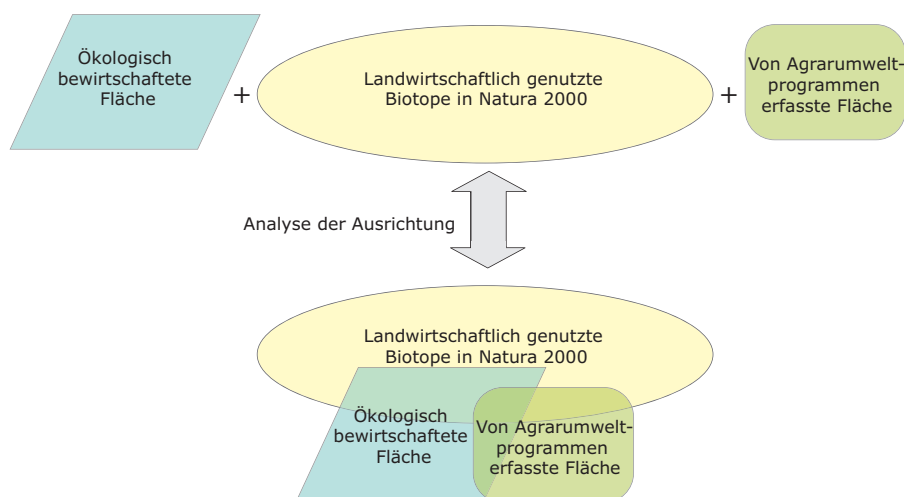 Ökologisch
bewirtschaftete
Fläche
+
Landwirtschaftlich genutzte
Biotope in Natura 2000
+
Von Agrarumwelt-
programmen
erfasste Fläche
Analyse der Ausrichtung
Landwirtschaftlich genutzte
Biotope in Natura 2000
Ökologisch
bewirtschaftete
Fläche
Von Agrarumwelt-
programmen
erfasste Fläche